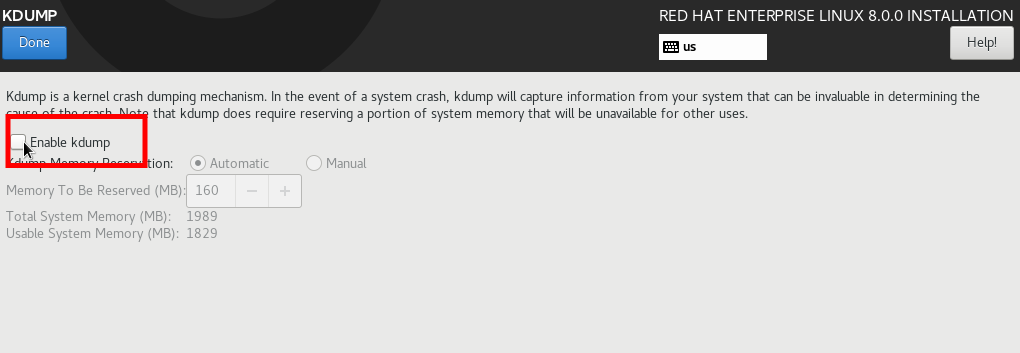 KDUMP
RED HAT ENTERPRISE LINUX 8.0.0 INSTALLATION
Done
us
Help!
Kdump is a kernel crash dumping mechanism. In the event of a system crash, kdump will capture information from your system that can be invaluable in determining the
cause of the crash. Note that kdump does require reserving a portion of system memory that will be unavailable for other uses.
Enable kdump
Kdump Memory Reservation: Automatic Manual
Memory To Be Reserved (MB): 160 − +
Total System Memory (MB): 1989
Usable System Memory (MB): 1829